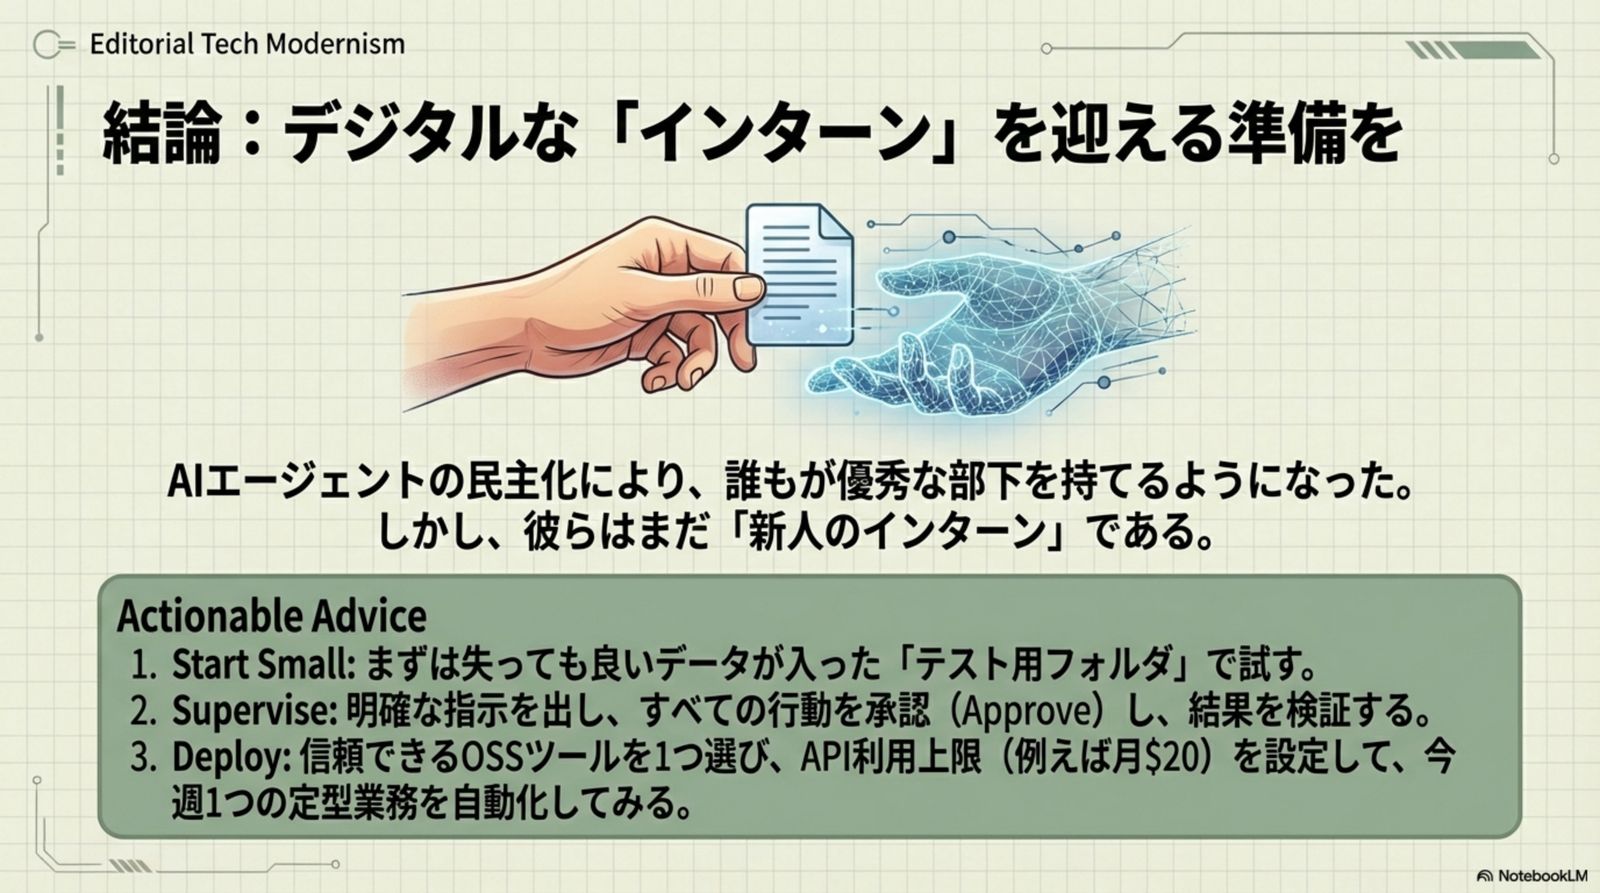 Editorial Tech Modernism
結論：デジタルな「インターン」を迎える準備を
AIエージェントの民主化により、誰もが優秀な部下を持てるようになった。
しかし、彼らはまだ「新人のインターン」である。
Actionable Advice
1. Start Small: まずは失っても良いデータが入った「テスト用フォルダ」で試す。
2. Supervise: 明確な指示を出し、すべての行動を承認（Approve）し、結果を検証する。
3. Deploy: 信頼できるOSSツールを1つ選び、API利用上限（例えば月$20）を設定して、今
週1つの定型業務を自動化してみる。
NotebookLM